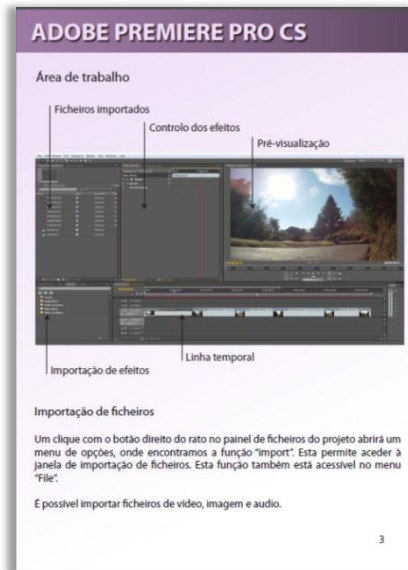 ADOBE PREMIERE PRO CS
Área de trabalho
Ficheiros importados
Controlo dos efeitos
Pré-visualização
Linha temporal
Importação de efeitos
Importação de ficheiros
Um clique com o botão direito do rato no painel de ficheiros do projeto abrirá um
menu de opções, onde encontramos a função "import". Esta permite aceder à
janela de importação de ficheiros. Esta função também está acessível no menu
"File".
É possível importar ficheiros de vídeo, imagem e audio.
3